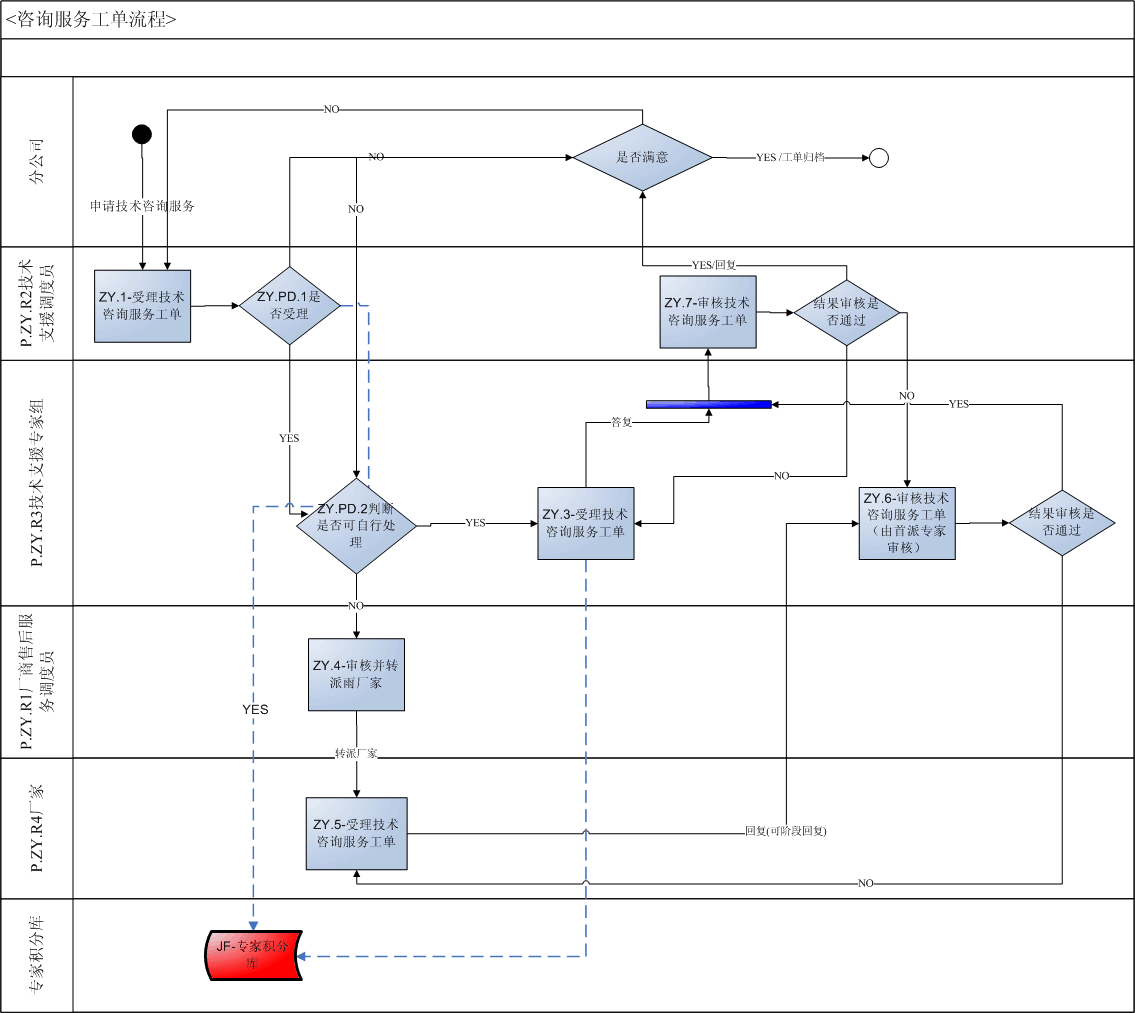 <咨询服务工单流程>
分公司
NO
NO
NO
是否满意
YES /工单归档
申请技术咨询服务
P.ZY.R2技术
支援调度员
ZY.1-受理技术
咨询服务工单
ZY.PD.1是
否受理
YES/回复
ZY.7-审核技术
咨询服务工单
结果审核是
否通过
P.ZY.R3技术支援专家组
YES
答复
NO
YES
NO
ZY.PD.2判断
是否可自行处
理
YES
ZY.3-受理技术
咨询服务工单
ZY.6-审核技术
咨询服务工单
（由首派专家
审核）
结果审核是
否通过
NO
P.ZY.R1厂商售后服
务调度员
ZY.4-审核并转
派雨厂家
YES
转派厂家
P.ZY.R4厂家
ZY.5-受理技术
咨询服务工单
回复(可阶段回复)
NO
专家积分库
JF-专家积分
库